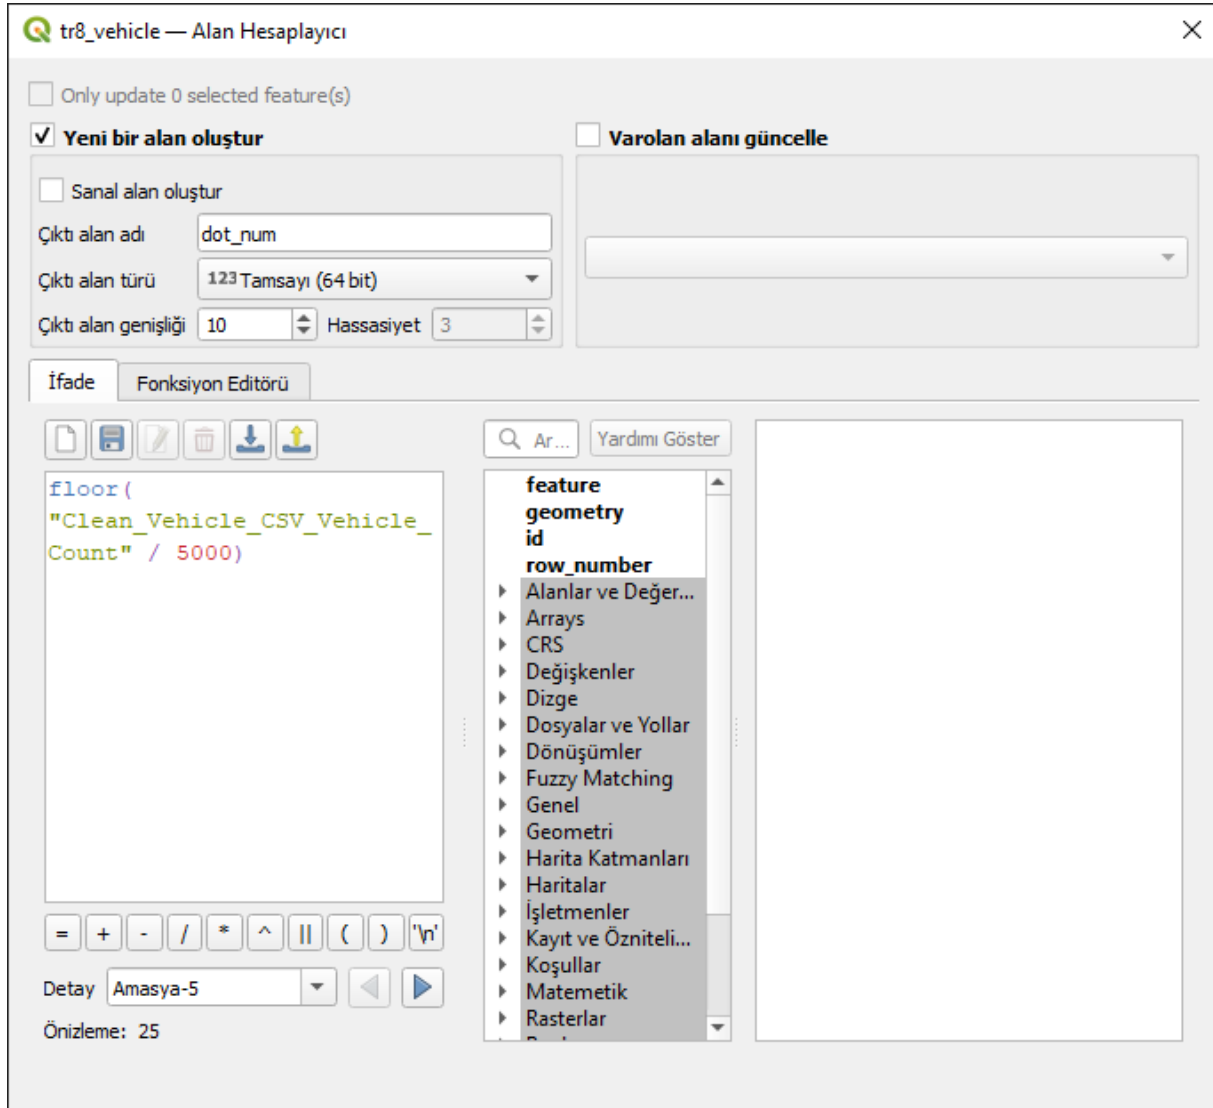 tr8_vehicle — Alan Hesaplayıcı
Only update 0 selected feature(s)
Yeni bir alan oluştur
Varolan alanı güncelle
Sanal alan oluştur
Çıktı alan adı dot_num
Çıktı alan türü 123 Tamsayı (64 bit)
Çıktı alan genişliği 10 Hassasiyet 3
İfade Fonksiyon Editörü
Ar... Yardımı Göster
floor(
"Clean_Vehicle_CSV_Vehicle_
Count" / 5000)
feature
geometry
id
row_number
Alanlar ve Değer...
Arrays
CRS
Değişkenler
Dizge
Dosyalar ve Yollar
Dönüşümler
Fuzzy Matching
Genel
Geometri
Harita Katmanları
Haritalar
İşletmenler
Kayıt ve Özniteli...
Koşullar
Matemetik
Rasterlar
= + - / * ^ || ( ) '\n'
Detay Amasya-5
Önizleme: 25